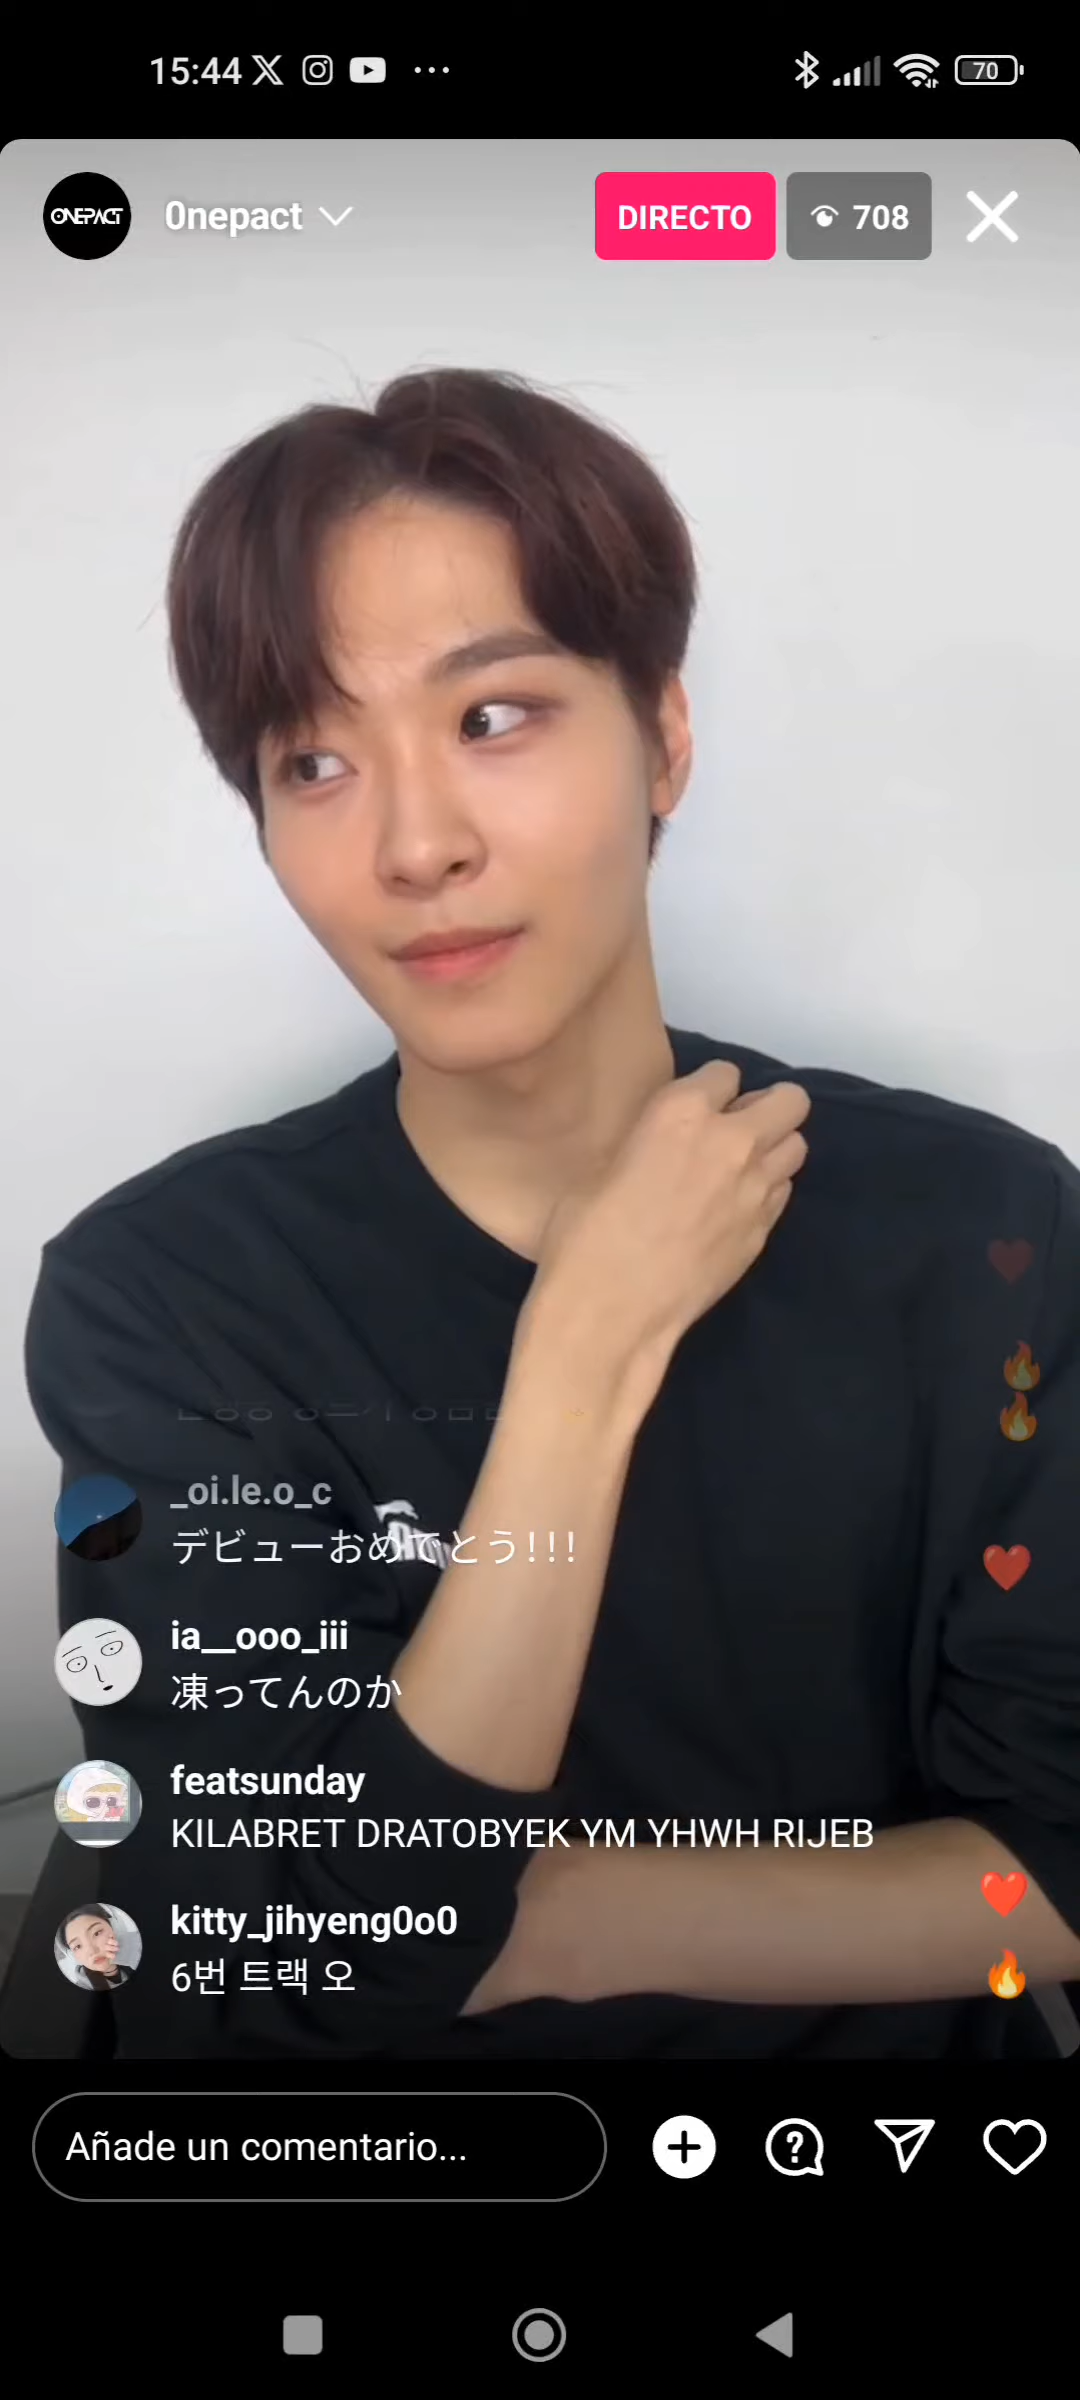 15:44
70
ONEPACT
0nepact
DIRECTO
708
_oi.le.o_c
デビューおめでとう!!!
ia__ooo_iii
凍ってんのか
featsunday
KILABRET DRATOBYEK YM YHWH RIJEB
kitty_jihyeng0o0
6번 트랙 오
Añade un comentario...